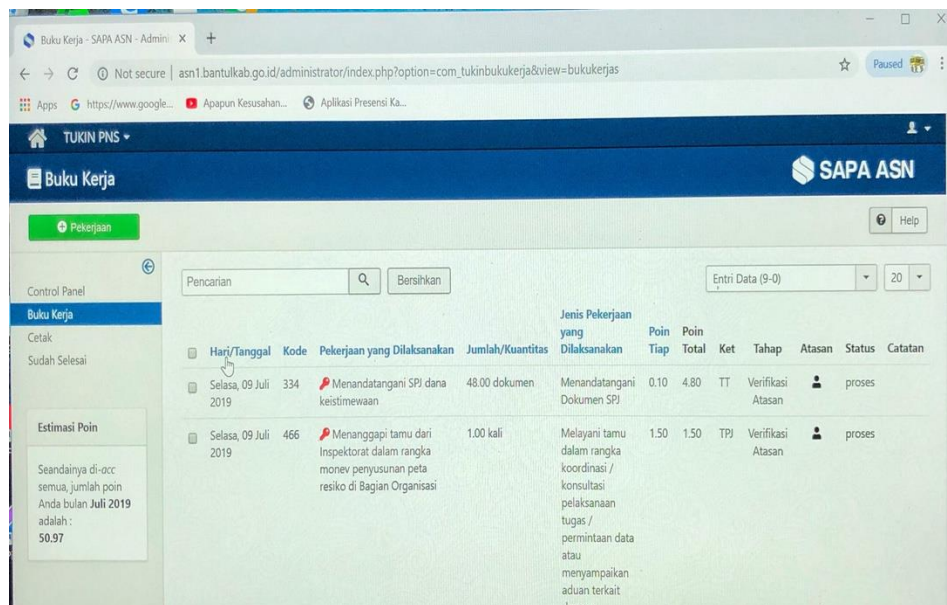 Buku Kerja - SAPA ASN - Admini
Not secure | asn1.bantulkab.go.id/administrator/index.php?option=com_tukinbukukerja&view=bukukerjas
Paused
Apps https://www.google... Apapun Kesusahan... Aplikasi Presensi Ka...
TUKIN PNS
Buku Kerja
SAPA ASN
Pekerjaan
Help
Control Panel
Buku Kerja
Cetak
Sudah Selesai
Estimasi Poin
Seandainya di-acc
semua, jumlah poin
Anda bulan Juli 2019
adalah :
50.97
Pencarian Bersihkan Entri Data (9-0) 20
Hari/Tanggal Kode Pekerjaan yang Dilaksanakan Jumlah/Kuantitas
Jenis Pekerjaan
yang
Dilaksanakan
Poin
Tiap
Poin
Total
Ket Tahap Atasan Status Catatan
Selasa, 09 Juli
2019
334
Menandatangani SPJ dana
keistimewaan
48.00 dokumen
Menandatangani
Dokumen SPJ
0.10 4.80 TT
Verifikasi
Atasan
proses
Selasa, 09 Juli
2019
466
Menanggapi tamu dari
Inspektorat dalam rangka
monev penyusunan peta
resiko di Bagian Organisasi
1.00 kali
Melayani tamu
dalam rangka
koordinasi /
konsultasi
pelaksanaan
tugas /
permintaan data
atau
menyampaikan
aduan terkait
1.50 1.50 TPJ
Verifikasi
Atasan
proses